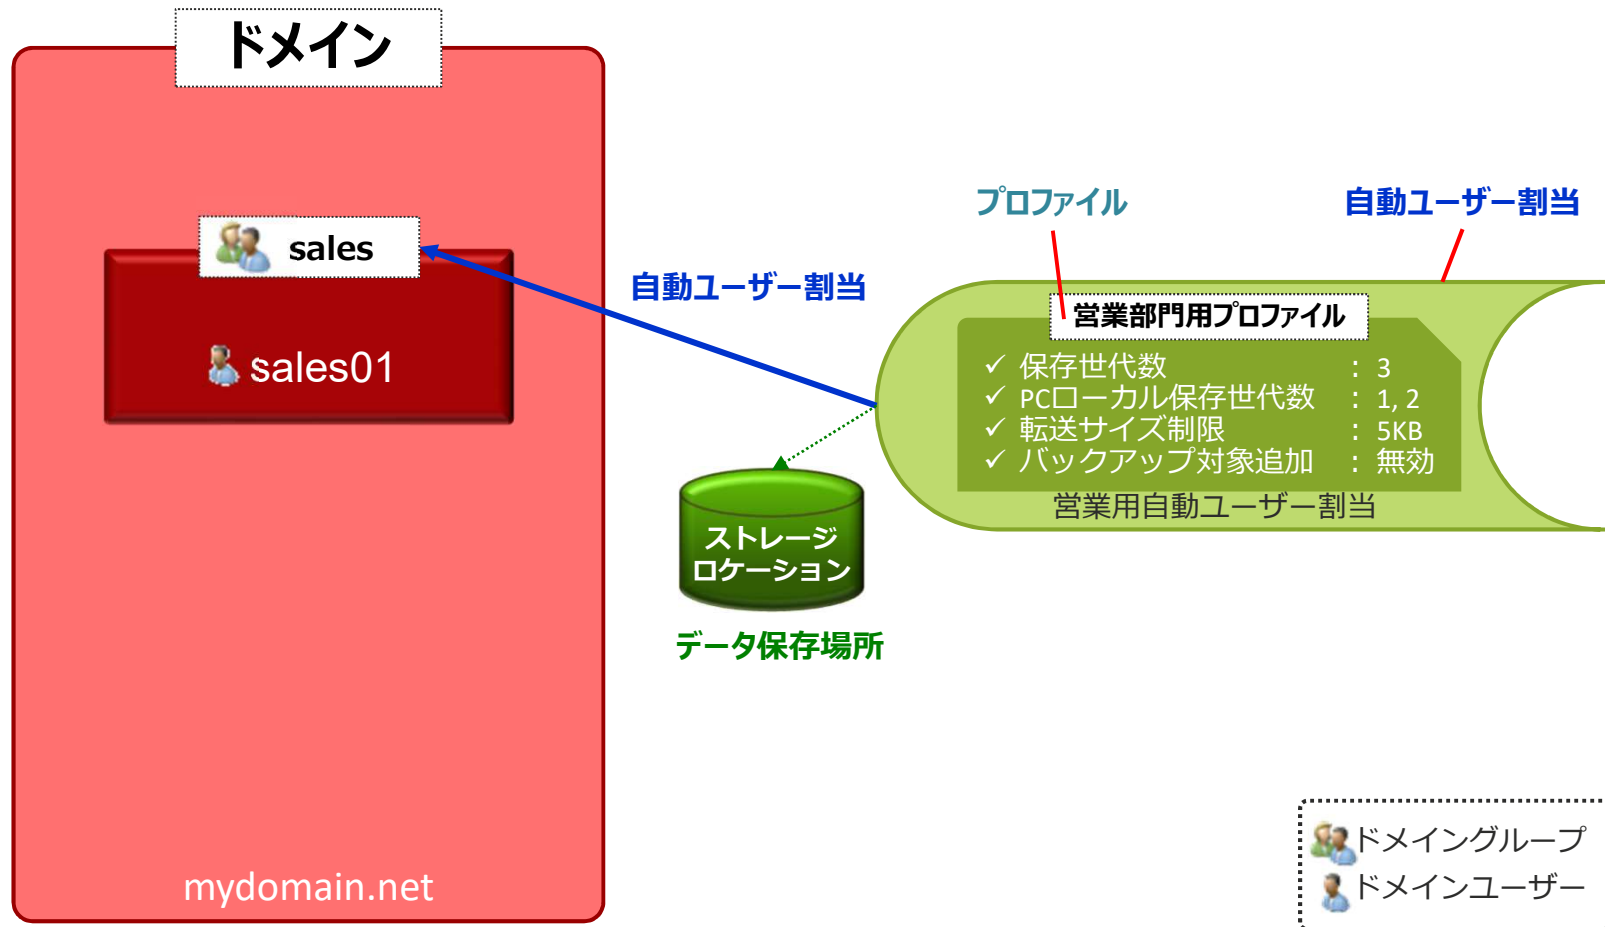 ドメイン
sales
sales01
mydomain.net
自動ユーザー割当
ストレージ
ロケーション
データ保存場所
プロファイル
自動ユーザー割当
営業部門用プロファイル
✓ 保存世代数 : 3
✓ PCローカル保存世代数 : 1, 2
✓ 転送サイズ制限 : 5KB
✓ バックアップ対象追加 : 無効
営業用自動ユーザー割当
ドメイングループ
ドメインユーザー